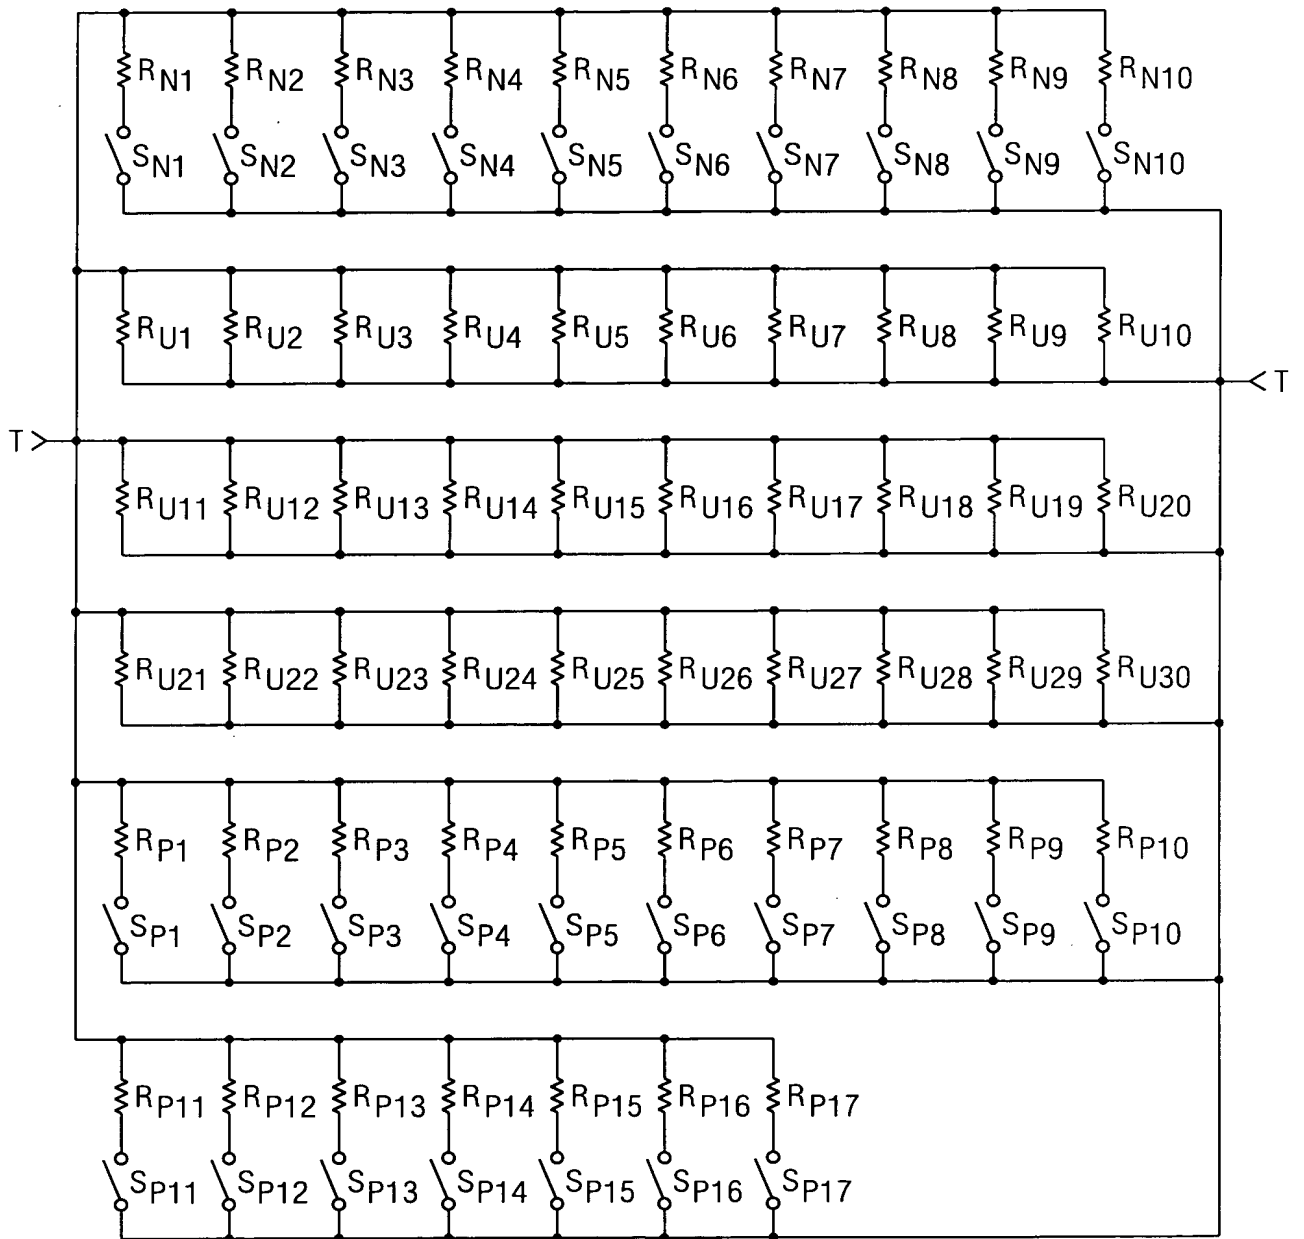 RN1 RN2 RN3 RN4 RN5 RN6 RN7 RN8 RN9 RN10
SN1 SN2 SN3 SN4 SN5 SN6 SN7 SN8 SN9 SN10
RU1 RU2 RU3 RU4 RU5 RU6 RU7 RU8 RU9 RU10
T
T
RU11 RU12 RU13 RU14 RU15 RU16 RU17 RU18 RU19 RU20
RU21 RU22 RU23 RU24 RU25 RU26 RU27 RU28 RU29 RU30
RP1 RP2 RP3 RP4 RP5 RP6 RP7 RP8 RP9 RP10
SP1 SP2 SP3 SP4 SP5 SP6 SP7 SP8 SP9 SP10
RP11 RP12 RP13 RP14 RP15 RP16 RP17
SP11 SP12 SP13 SP14 SP15 SP16 SP17